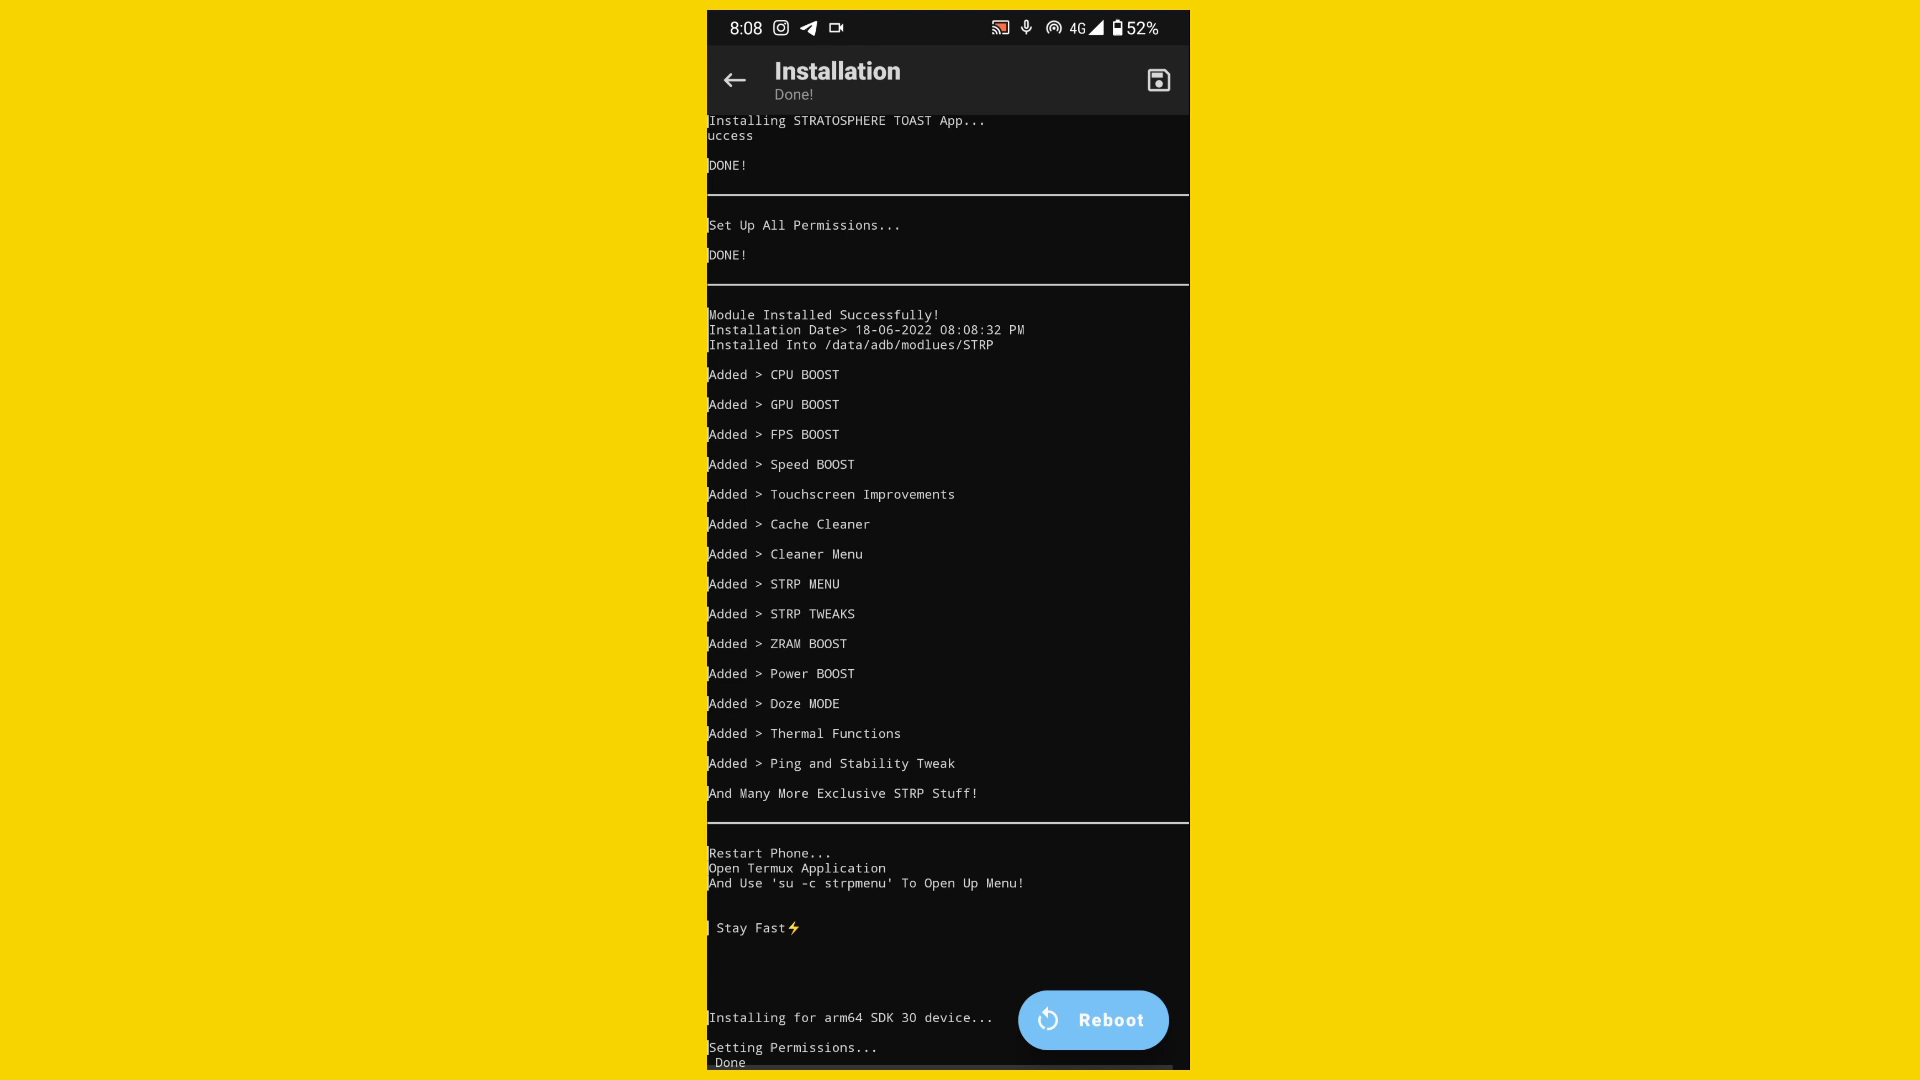 8:08 4G 52%
Installation
Done!
Installing STRATOSPHERE TOAST App...
uccess
DONE!
Set Up All Permissions...
DONE!
Module Installed Successfully!
Installation Date> 18-06-2022 08:08:32 PM
Installed Into /data/adb/modlues/STRP
Added > CPU BOOST
Added > GPU BOOST
Added > FPS BOOST
Added > Speed BOOST
Added > Touchscreen Improvements
Added > Cache Cleaner
Added > Cleaner Menu
Added > STRP MENU
Added > STRP TWEAKS
Added > ZRAM BOOST
Added > Power BOOST
Added > Doze MODE
Added > Thermal Functions
Added > Ping and Stability Tweak
And Many More Exclusive STRP Stuff!
Restart Phone...
Open Termux Application
And Use 'su -c strpmenu' To Open Up Menu!
Stay Fast⚡
Installing for arm64 SDK 30 device...
Reboot
Setting Permissions...
Done